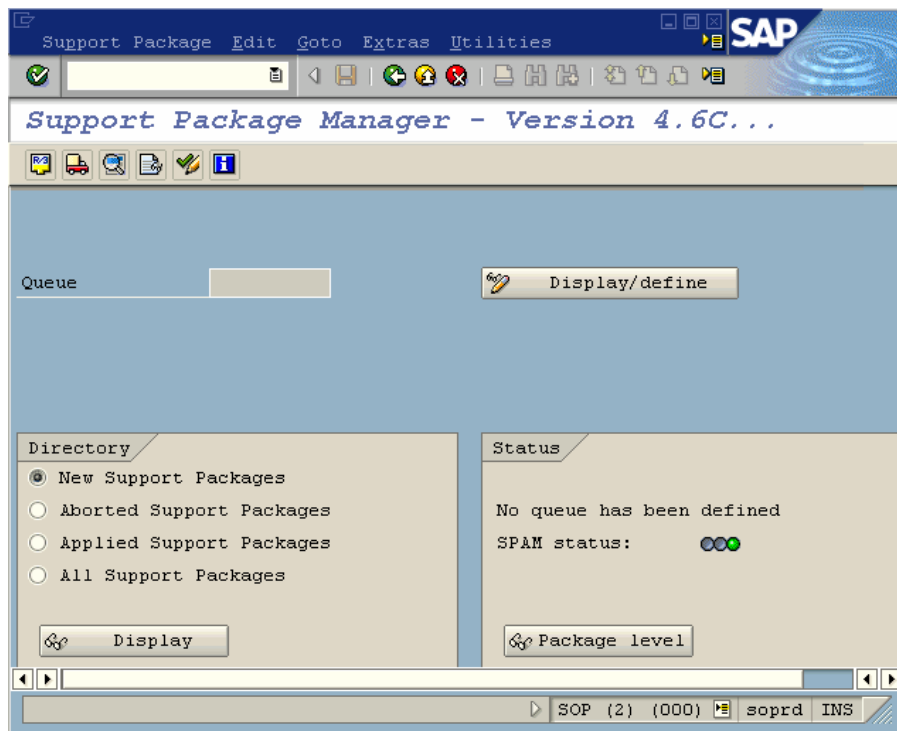 Support Package Edit Goto Extras Utilities
SAP
Support Package Manager - Version 4.6C...
Queue
Display/define
Directory
New Support Packages
Aborted Support Packages
Applied Support Packages
All Support Packages
Display
Status
No queue has been defined
SPAM status:
Package level
SOP (2) (000) soprd INS